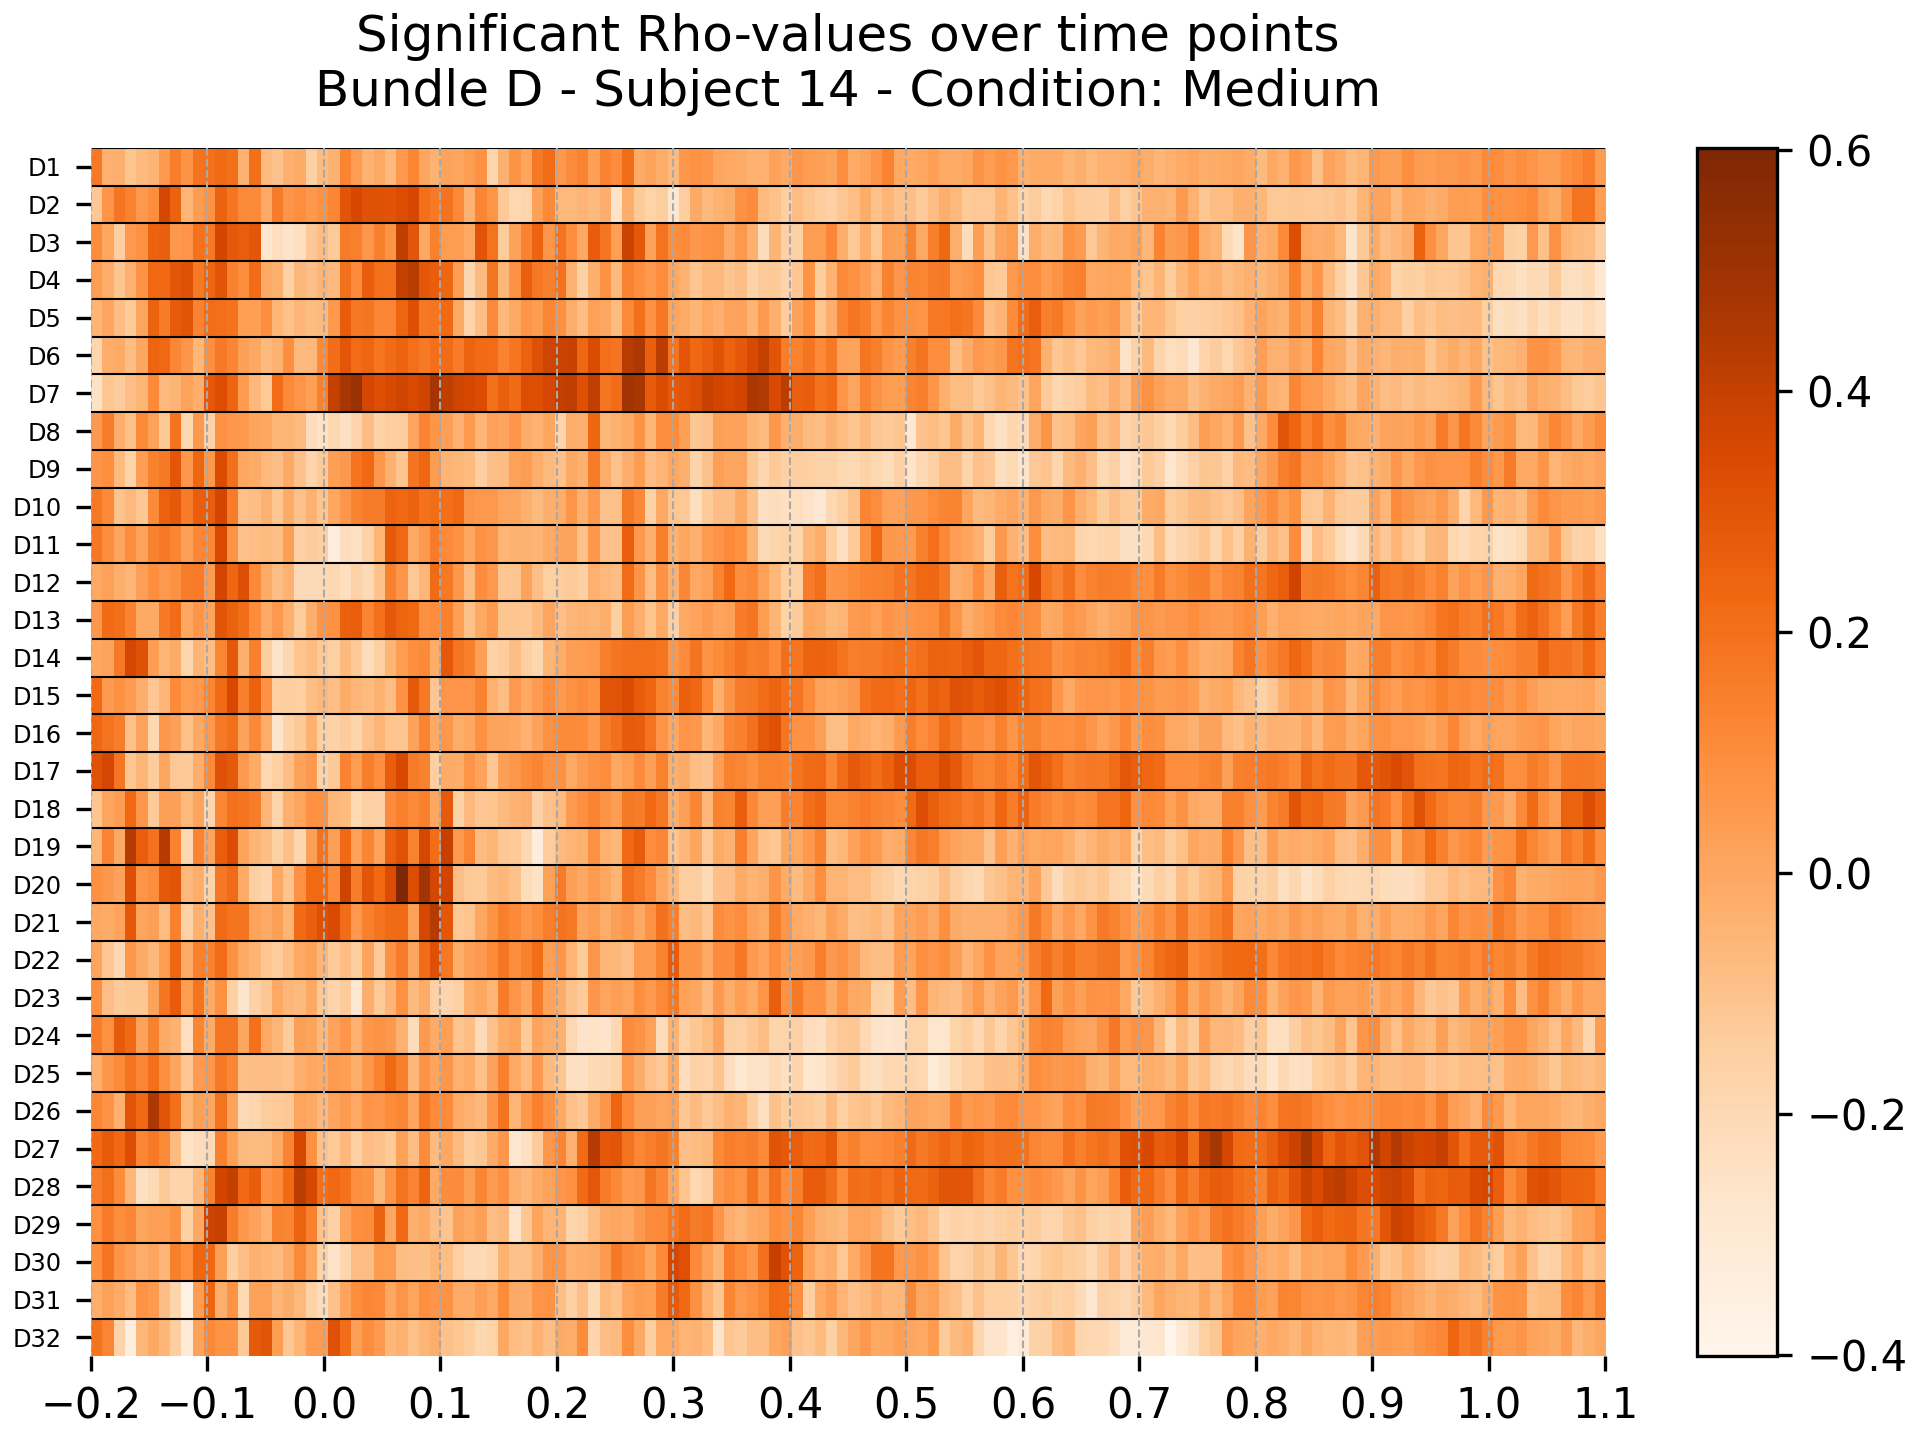 Significant Rho-values over time points
Bundle D - Subject 14 - Condition: Medium
D1
D2
D3
D4
D5
D6
D7
D8
D9
D10
D11
D12
D13
D14
D15
D16
D17
D18
D19
D20
D21
D22
D23
D24
D25
D26
D27
D28
D29
D30
D31
D32
−0.2 −0.1 0.0 0.1 0.2 0.3 0.4 0.5 0.6 0.7 0.8 0.9 1.0 1.1
0.6
0.4
0.2
0.0
−0.2
−0.4